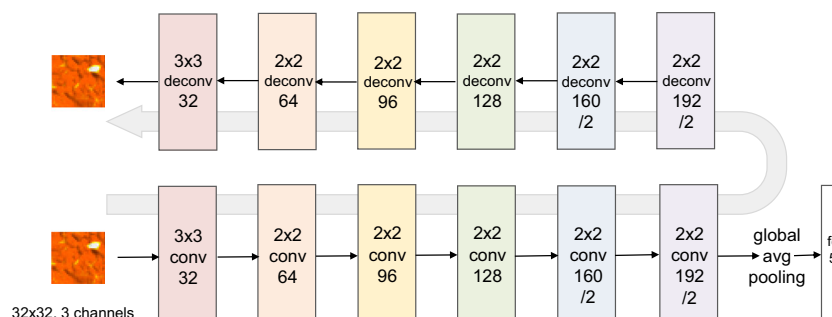 3x3
deconv
32
2x2
deconv
64
2x2
deconv
96
2x2
deconv
128
2x2
deconv
160
/2
2x2
deconv
192
/2
3x3
conv
32
2x2
conv
64
2x2
conv
96
2x2
conv
128
2x2
conv
160
/2
2x2
conv
192
/2
global
avg
pooling
32x32, 3 channels